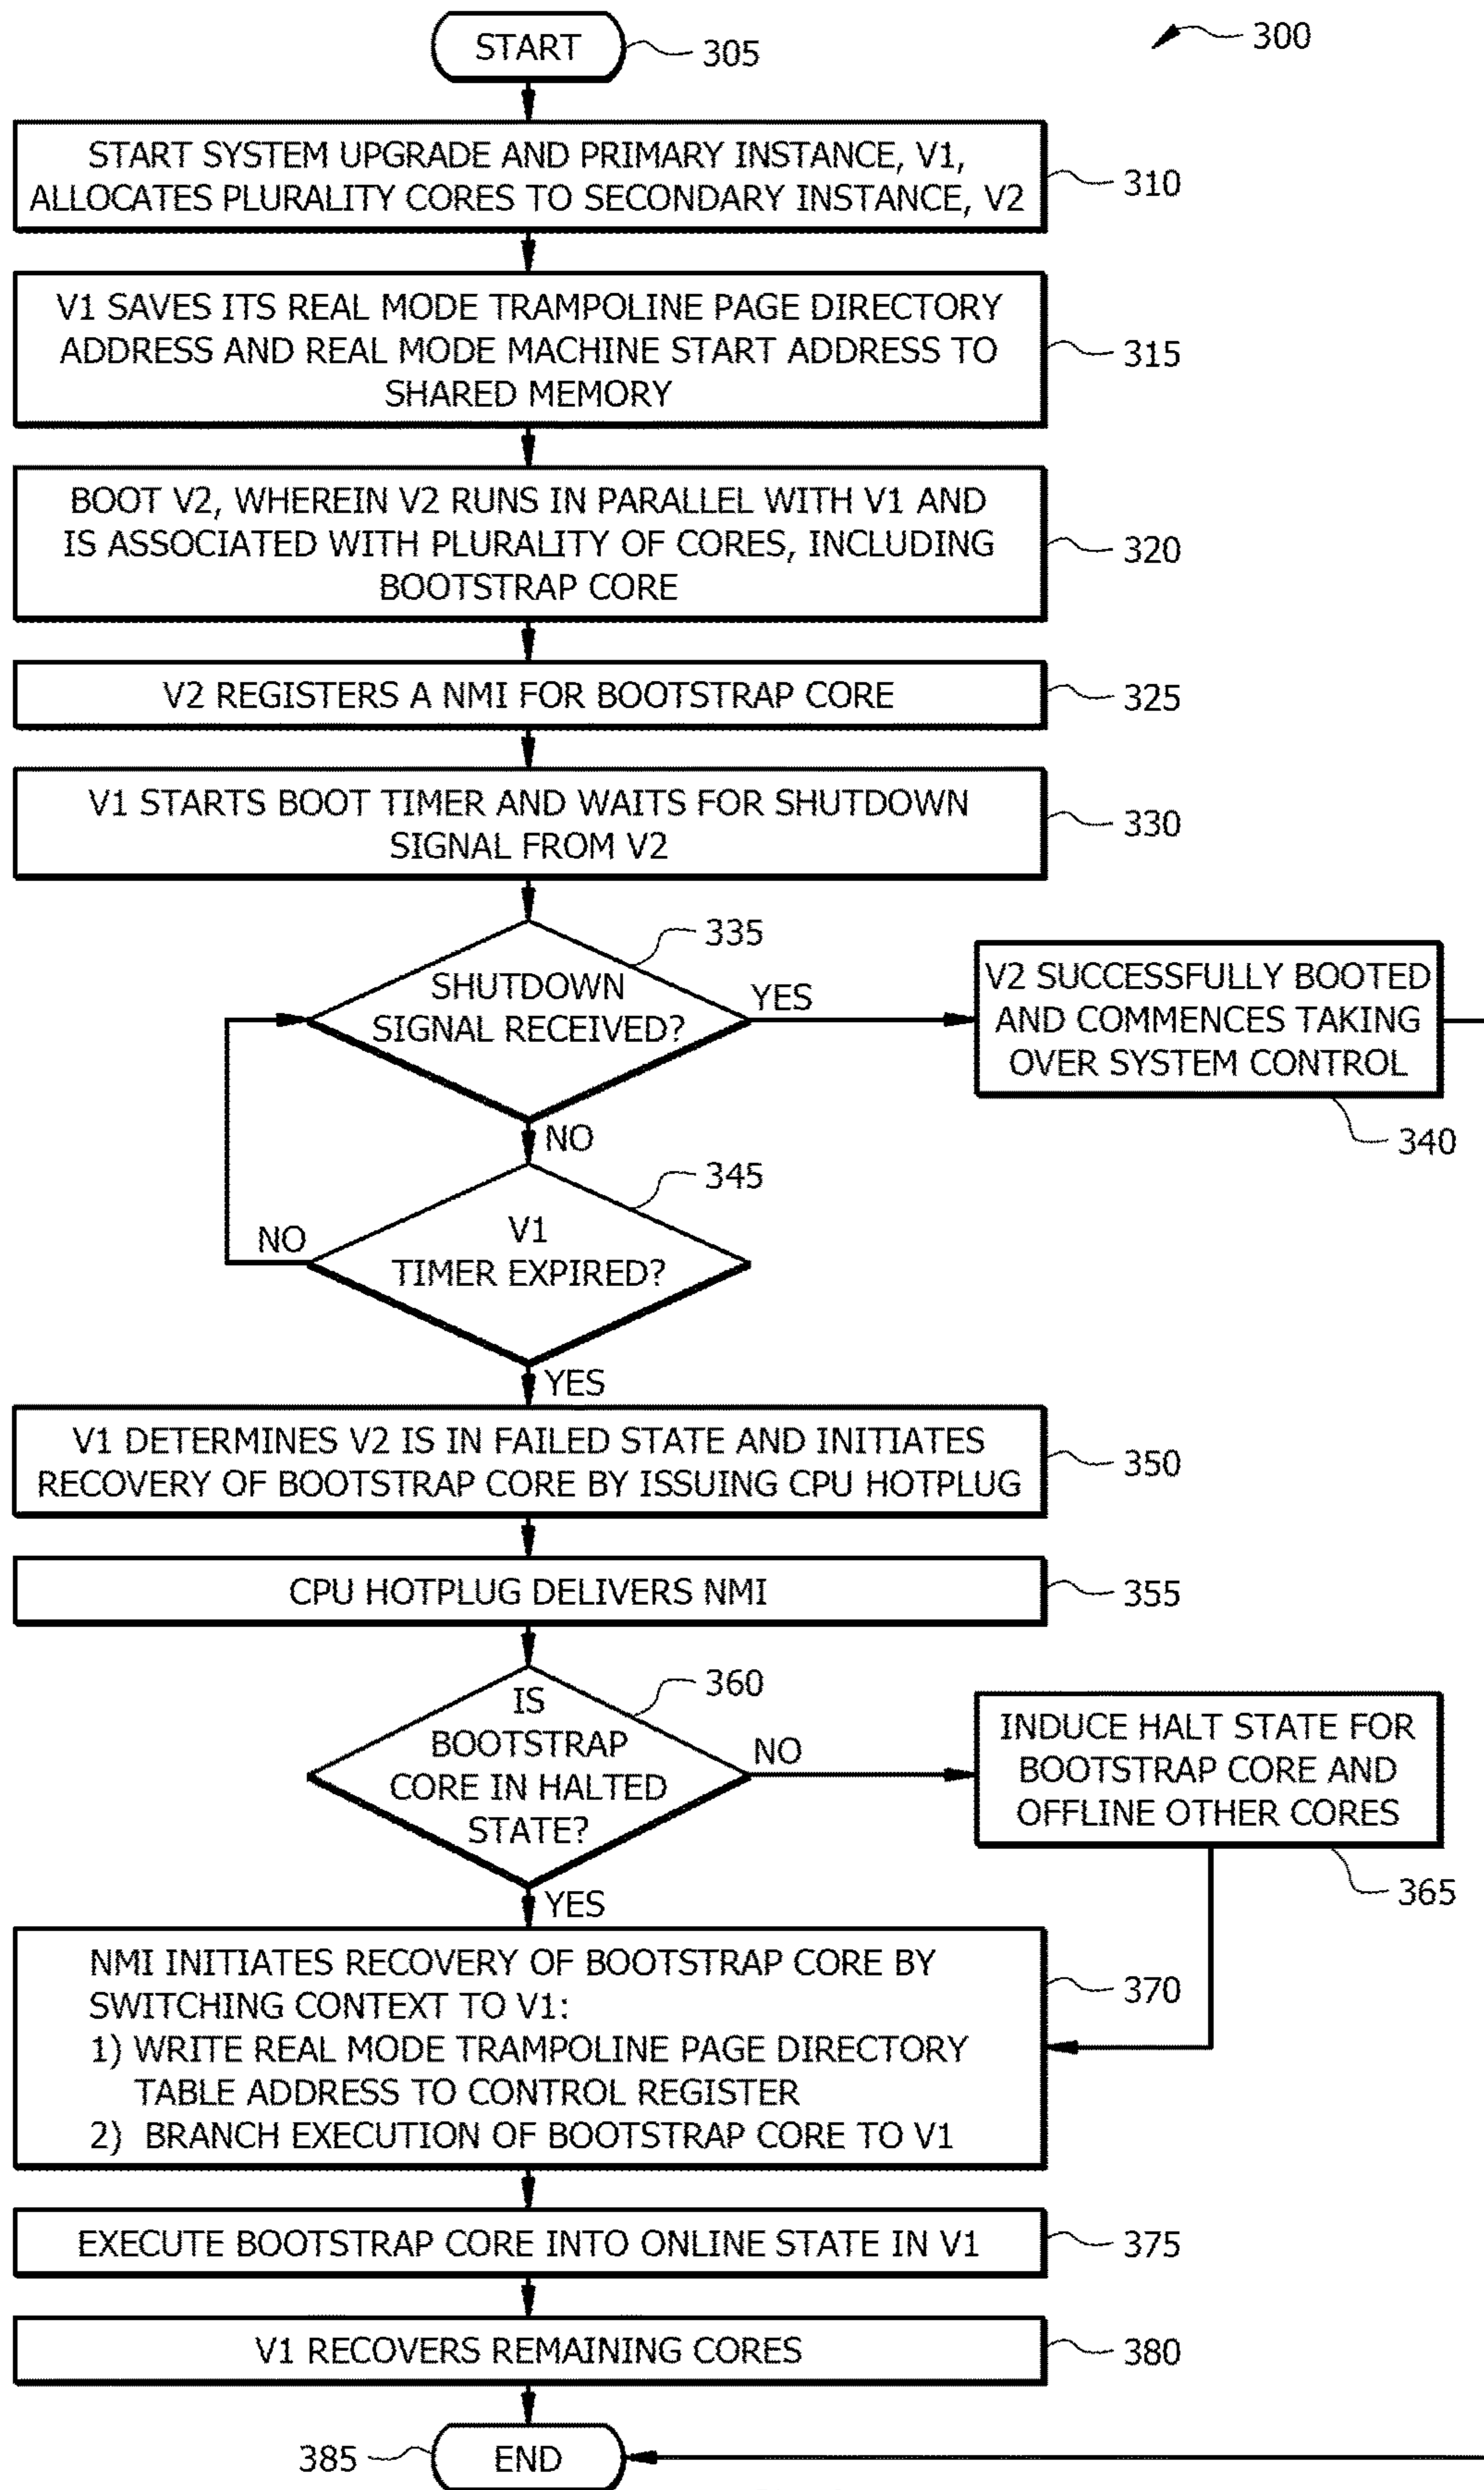 START
305
300
START SYSTEM UPGRADE AND PRIMARY INSTANCE, V1,
ALLOCATES PLURALITY CORES TO SECONDARY INSTANCE, V2
310
V1 SAVES ITS REAL MODE TRAMPOLINE PAGE DIRECTORY
ADDRESS AND REAL MODE MACHINE START ADDRESS TO
SHARED MEMORY
315
BOOT V2, WHEREIN V2 RUNS IN PARALLEL WITH V1 AND
IS ASSOCIATED WITH PLURALITY OF CORES, INCLUDING
BOOTSTRAP CORE
320
V2 REGISTERS A NMI FOR BOOTSTRAP CORE
325
V1 STARTS BOOT TIMER AND WAITS FOR SHUTDOWN
SIGNAL FROM V2
330
335
SHUTDOWN
SIGNAL RECEIVED?
YES
V2 SUCCESSFULLY BOOTED
AND COMMENCES TAKING
OVER SYSTEM CONTROL
340
NO
345
V1
TIMER EXPIRED?
NO
YES
V1 DETERMINES V2 IS IN FAILED STATE AND INITIATES
RECOVERY OF BOOTSTRAP CORE BY ISSUING CPU HOTPLUG
350
CPU HOTPLUG DELIVERS NMI
355
360
IS
BOOTSTRAP
CORE IN HALTED
STATE?
NO
INDUCE HALT STATE FOR
BOOTSTRAP CORE AND
OFFLINE OTHER CORES
365
YES
NMI INITIATES RECOVERY OF BOOTSTRAP CORE BY
SWITCHING CONTEXT TO V1:
1) WRITE REAL MODE TRAMPOLINE PAGE DIRECTORY
TABLE ADDRESS TO CONTROL REGISTER
2) BRANCH EXECUTION OF BOOTSTRAP CORE TO V1
370
EXECUTE BOOTSTRAP CORE INTO ONLINE STATE IN V1
375
V1 RECOVERS REMAINING CORES
380
385
END